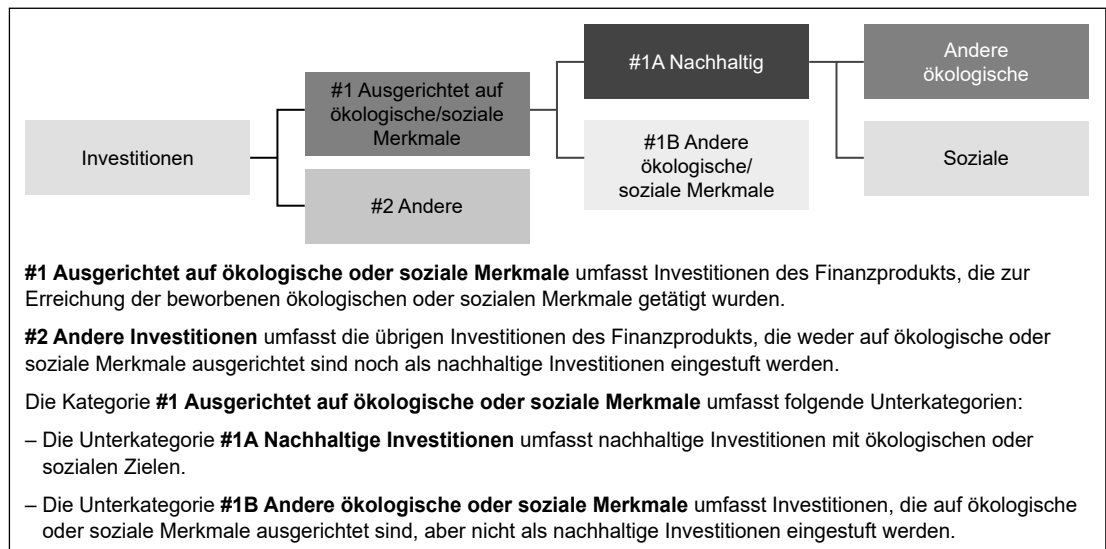 Investitionen
#1 Ausgerichtet auf
ökologische/soziale
Merkmale
#2 Andere
#1A Nachhaltig
#1B Andere
ökologische/
soziale Merkmale
Andere
ökologische
Soziale
#1 Ausgerichtet auf ökologische oder soziale Merkmale umfasst Investitionen des Finanzprodukts, die zur
Erreichung der beworbenen ökologischen oder sozialen Merkmale getätigt wurden.
#2 Andere Investitionen umfasst die übrigen Investitionen des Finanzprodukts, die weder auf ökologische oder
soziale Merkmale ausgerichtet sind noch als nachhaltige Investitionen eingestuft werden.
Die Kategorie #1 Ausgerichtet auf ökologische oder soziale Merkmale umfasst folgende Unterkategorien:
– Die Unterkategorie #1A Nachhaltige Investitionen umfasst nachhaltige Investitionen mit ökologischen oder
sozialen Zielen.
– Die Unterkategorie #1B Andere ökologische oder soziale Merkmale umfasst Investitionen, die auf ökologische
oder soziale Merkmale ausgerichtet sind, aber nicht als nachhaltige Investitionen eingestuft werden.